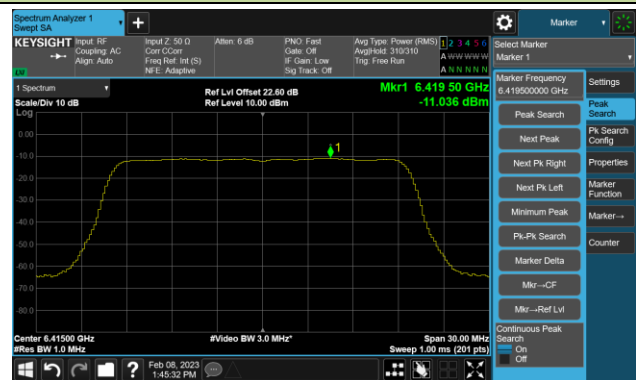 Spectrum Analyzer 1
Swept SA
Marker
KEYSIGHT
Input: RF
Coupling: AC
Align: Auto
Input Z: 50 Ω
Corr CCorr
Freq Ref: Int (S)
NFE: Adaptive
Atten: 6 dB
PNO: Fast
Gate: Off
IF Gain: Low
Sig Track: Off
Avg Type: Power (RMS)
Avg|Hold: 310/310
Trig: Free Run
1 2 3 4 5 6
A W W W W W
A N N N N N
Select Marker
Marker 1
LW
1 Spectrum
Scale/Div 10 dB
Log
Ref Lvl Offset 22.60 dB
Ref Level 10.00 dBm
Mkr1 6.419 50 GHz
-11.036 dBm
Marker Frequency
6.419500000 GHz
Settings
Peak Search
Peak
Search
Next Peak
Pk Search
Config
Next Pk Right
Properties
Next Pk Left
Marker
Function
Minimum Peak
Marker→
Pk-Pk Search
Counter
Marker Delta
Mkr→CF
Mkr→Ref Lvl
Continuous Peak
Search
On
Off
0.00
-10.0
-20.0
-30.0
-40.0
-50.0
-60.0
-70.0
-80.0
1
Center 6.41500 GHz
#Res BW 1.0 MHz
#Video BW 3.0 MHz*
Span 30.00 MHz
Sweep 1.00 ms (201 pts)
Feb 08, 2023
1:45:32 PM